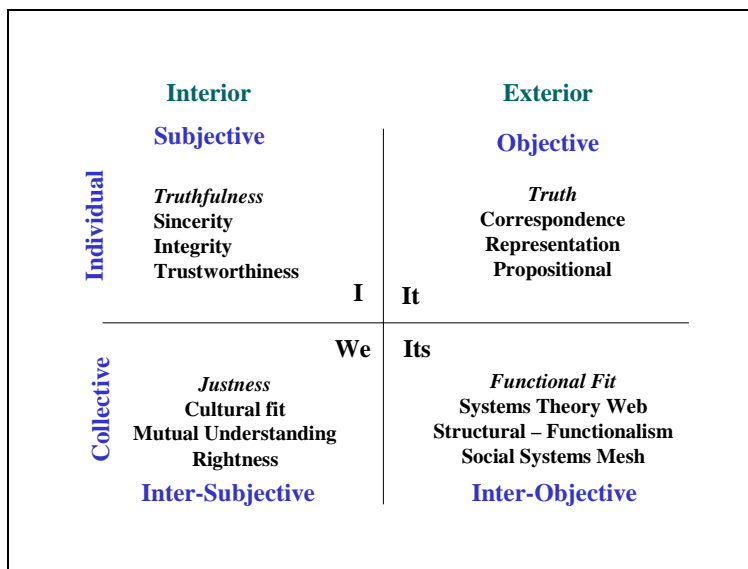 Interior
Exterior
Subjective
Objective
Individual
Truthfulness
Sincerity
Integrity
Trustworthiness
I
Truth
Correspondence
Representation
Propositional
It
Collective
We
Justness
Cultural fit
Mutual Understanding
Rightness
Inter-Subjective
Its
Functional Fit
Systems Theory Web
Structural – Functionalism
Social Systems Mesh
Inter-Objective